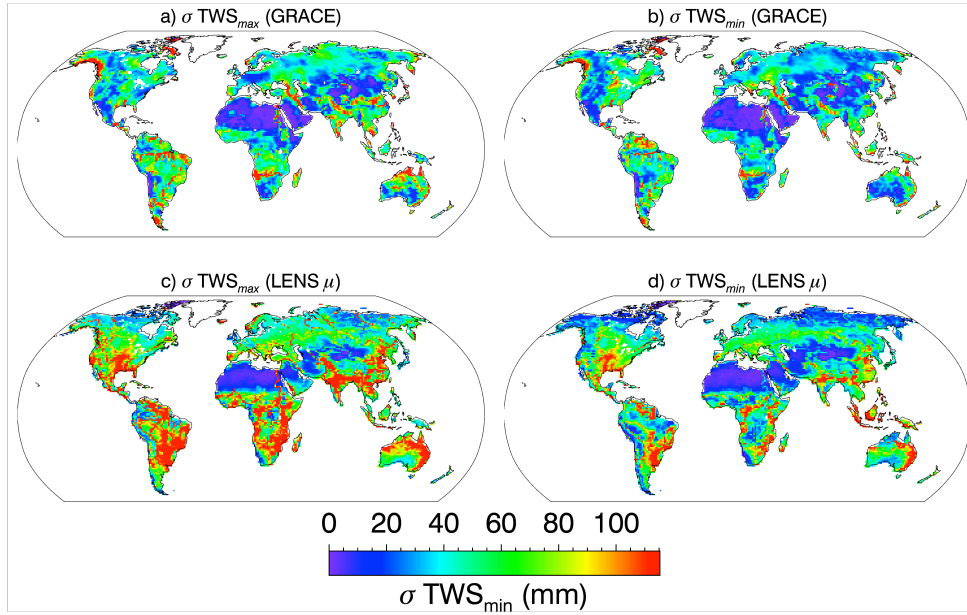 a) σ TWSmax (GRACE)
b) σ TWSmin (GRACE)
c) σ TWSmax (LENS μ)
d) σ TWSmin (LENS μ)
0 20 40 60 80 100
σ TWSmin (mm)